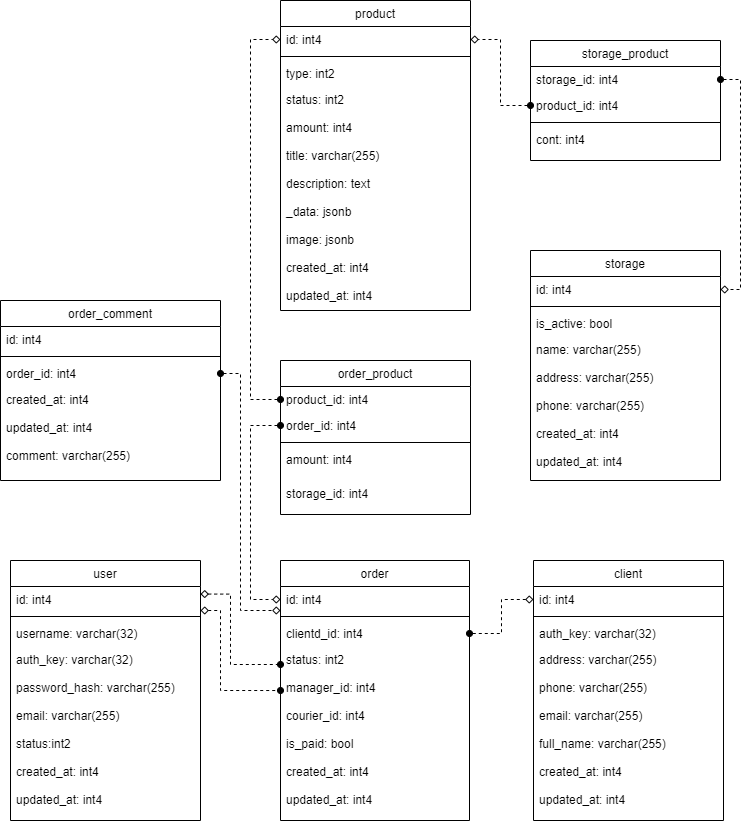 product
id: int4
type: int2
status: int2
amount: int4
title: varchar(255)
description: text
_data: jsonb
image: jsonb
created_at: int4
updated_at: int4
storage_product
storage_id: int4
product_id: int4
cont: int4
storage
id: int4
is_active: bool
name: varchar(255)
address: varchar(255)
phone: varchar(255)
created_at: int4
updated_at: int4
order_comment
id: int4
order_id: int4
created_at: int4
updated_at: int4
comment: varchar(255)
order_product
product_id: int4
order_id: int4
amount: int4
storage_id: int4
user
id: int4
username: varchar(32)
auth_key: varchar(32)
password_hash: varchar(255)
email: varchar(255)
status:int2
created_at: int4
updated_at: int4
order
id: int4
clientd_id: int4
status: int2
manager_id: int4
courier_id: int4
is_paid: bool
created_at: int4
updated_at: int4
client
id: int4
auth_key: varchar(32)
address: varchar(255)
phone: varchar(255)
email: varchar(255)
full_name: varchar(255)
created_at: int4
updated_at: int4